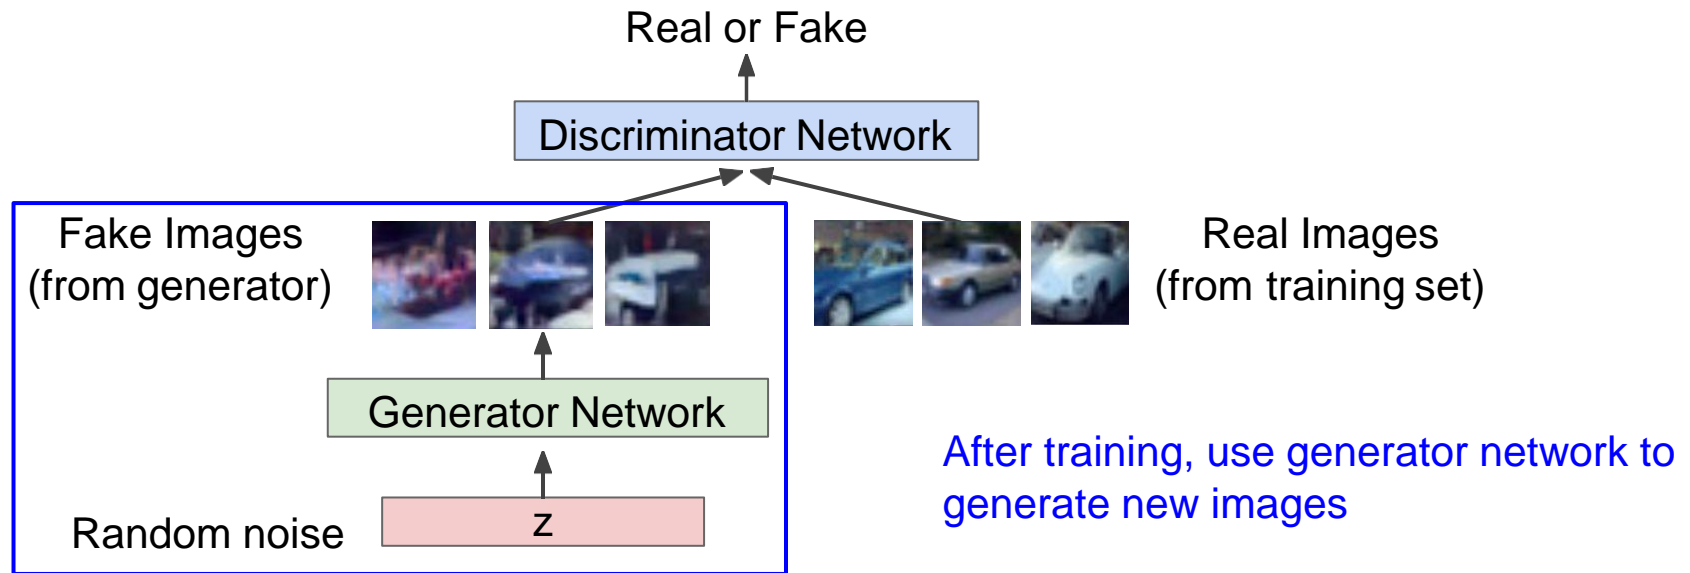 Real or Fake
Discriminator Network
Fake Images
(from generator)
Real Images
(from training set)
Generator Network
After training, use generator network to
generate new images
Random noise
z